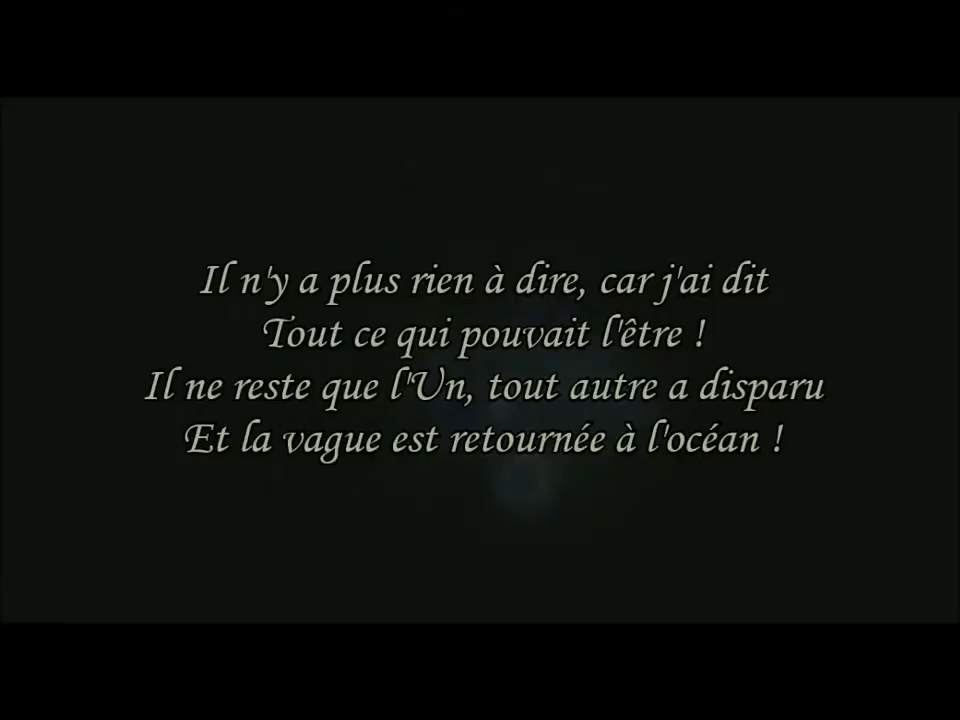 Il n'y a plus rien à dire, car j'ai dit
Tout ce qui pouvait l'être !
Il ne reste que l'Un, tout autre a disparu
Et la vague est retournée à l'océan !